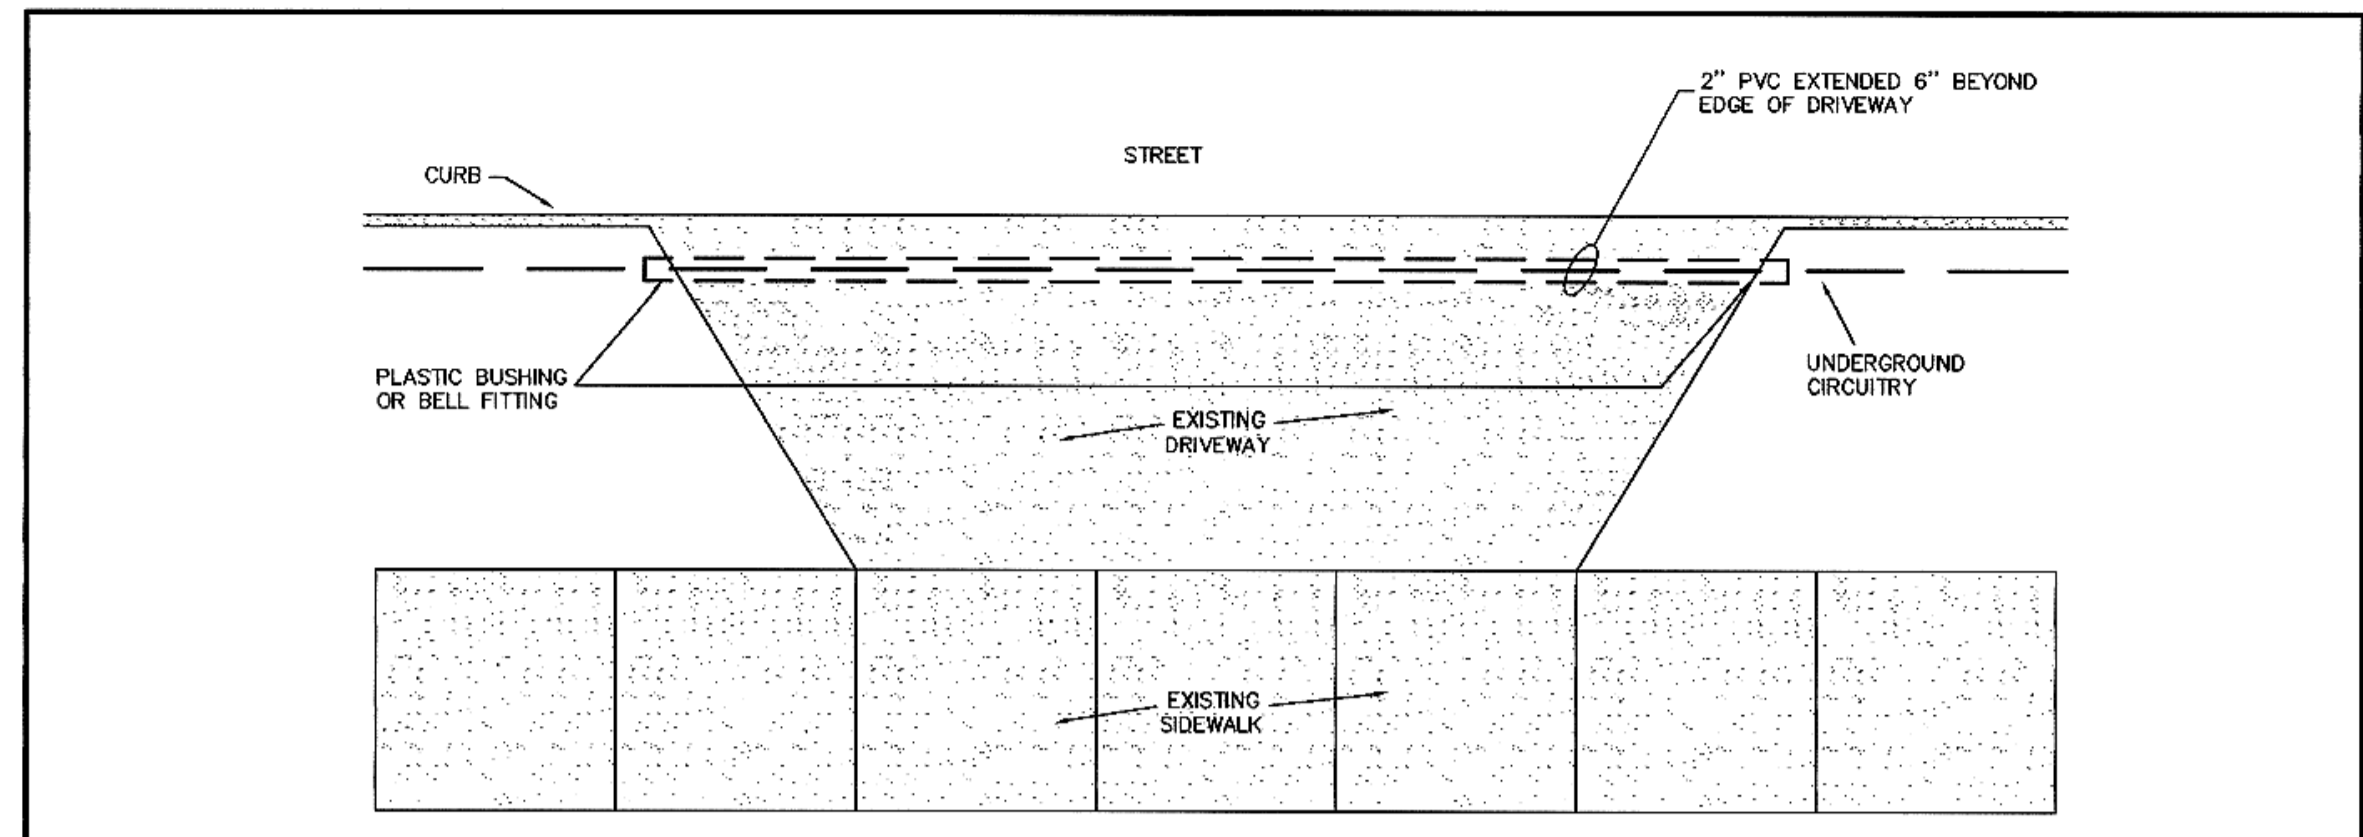 2" PVC EXTENDED 6" BEYOND
EDGE OF DRIVEWAY
STREET
CURB
PLASTIC BUSHING
OR BELL FITTING
UNDERGROUND
CIRCUITRY
EXISTING
DRIVEWAY
EXISTING
SIDEWALK